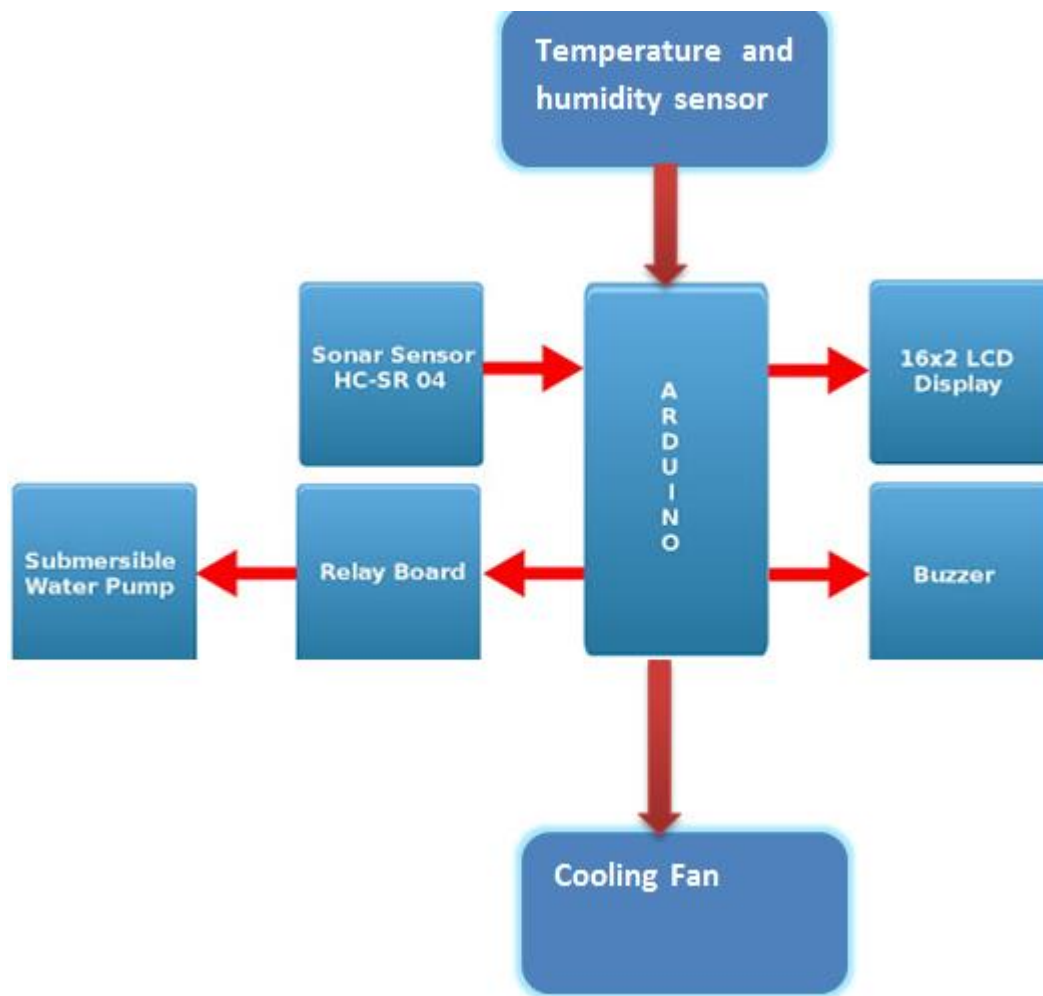 Temperature and
humidity sensor
Sonar Sensor
HC-SR 04
ARDUINO
16x2 LCD
Display
Submersible
Water Pump
Relay Board
Buzzer
Cooling Fan